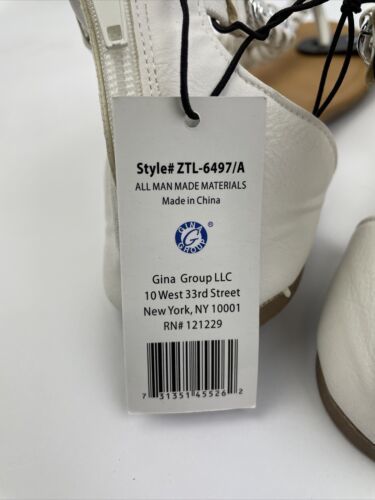 Style# ZTL-6497/A
ALL MAN MADE MATERIALS
Made in China
GINA
GROUP
®
Gina Group LLC
10 West 33rd Street
New York, NY 10001
RN# 121229
7 31351 45526 2